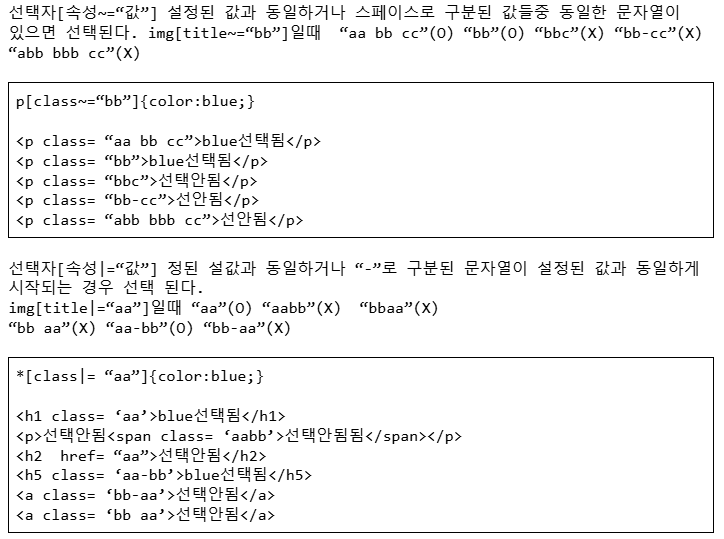 선택자[속성~=“값”] 설정된 값과 동일하거나 스페이스로 구분된 값들중 동일한 문자열이
있으면 선택된다. img[title~=“bb”]일때 “aa bb cc”(O) “bb”(O) “bbc”(X) “bb-cc”(X)
“abb bbb cc”(X)
p[class~=“bb”]{color:blue;}
<p class= “aa bb cc”>blue선택됨</p>
<p class= “bb”>blue선택됨</p>
<p class= “bbc”>선택안됨</p>
<p class= “bb-cc”>선안됨</p>
<p class= “abb bbb cc”>선안됨</p>
선택자[속성|=“값”] 정된 설값과 동일하거나 “-”로 구분된 문자열이 설정된 값과 동일하게
시작되는 경우 선택 된다.
img[title|=“aa”]일때 “aa”(O) “aabb”(X) “bbaa”(X)
“bb aa”(X) “aa-bb”(O) “bb-aa”(X)
*[class|= “aa”]{color:blue;}
<h1 class= ‘aa’>blue선택됨</h1>
<p>선택안됨<span class= ‘aabb’>선택안됨됨</span></p>
<h2 href= “aa”>선택안됨</h2>
<h5 class= ‘aa-bb’>blue선택됨</h5>
<a class= ‘bb-aa’>선택안됨</a>
<a class= ‘bb aa’>선택안됨</a>